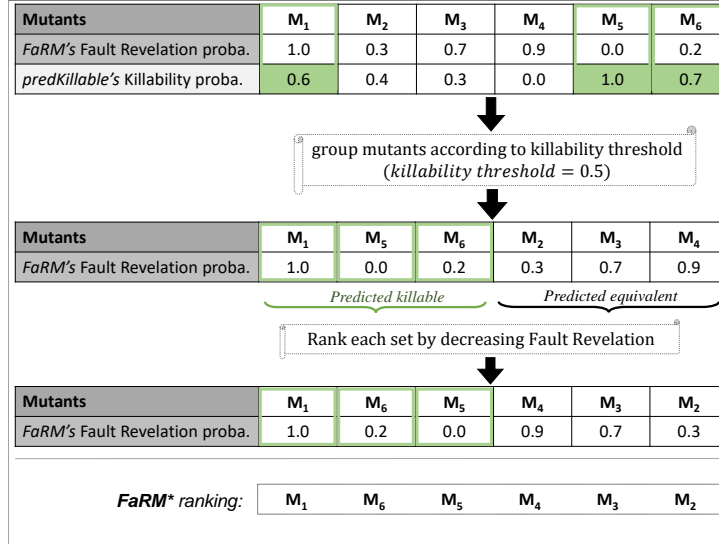 Mutants M1 M2 M3 M4 M5 M6
FaRM's Fault Revelation proba. 1.0 0.3 0.7 0.9 0.0 0.2
predKillable's Killability proba. 0.6 0.4 0.3 0.0 1.0 0.7
group mutants according to killability threshold
(killability threshold = 0.5)
Mutants M1 M5 M6 M2 M3 M4
FaRM's Fault Revelation proba. 1.0 0.0 0.2 0.3 0.7 0.9
Predicted killable Predicted equivalent
Rank each set by decreasing Fault Revelation
Mutants M1 M6 M5 M4 M3 M2
FaRM's Fault Revelation proba. 1.0 0.2 0.0 0.9 0.7 0.3
FaRM* ranking: M1 M6 M5 M4 M3 M2